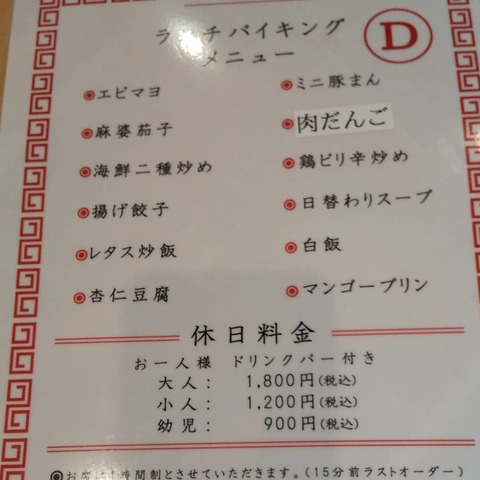 ランチバイキング
メニュー
D
エビマヨ
麻婆茄子
海鮮二種炒め
揚げ餃子
レタス炒飯
杏仁豆腐
ミニ豚まん
肉だんご
鶏ピリ辛炒め
日替わりスープ
白飯
マンゴープリン
休日料金
お一人様 ドリンクバー付き
大人: 1,800円(税込)
小人: 1,200円(税込)
幼児: 900円(税込)
時間制とさせていただきます。(15分前ラストオーダー)